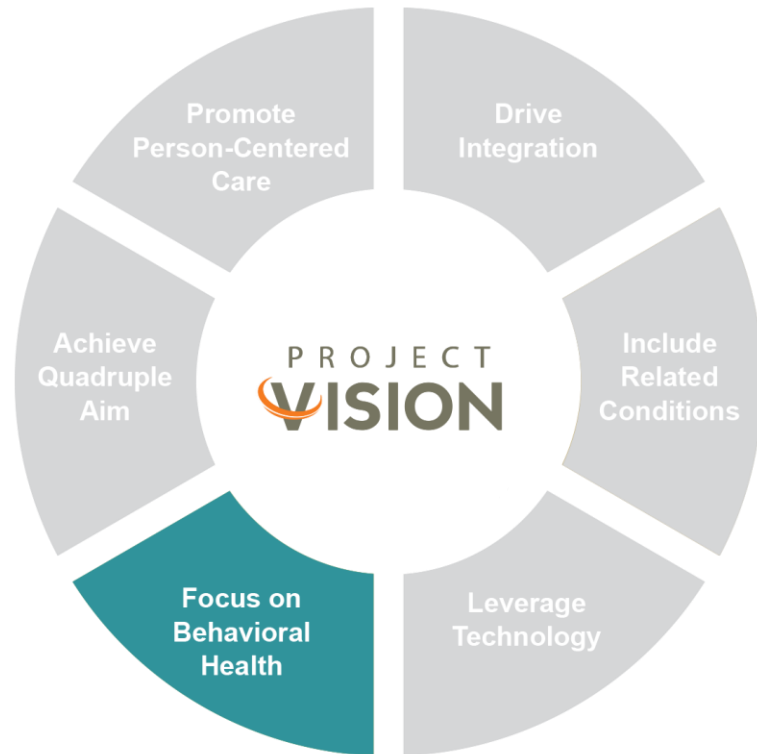 Promote
Person-Centered
Care
Drive
Integration
Achieve
Quadruple
Aim
PROJECT
VISION
Include
Related
Conditions
Focus on
Behavioral
Health
Leverage
Technology